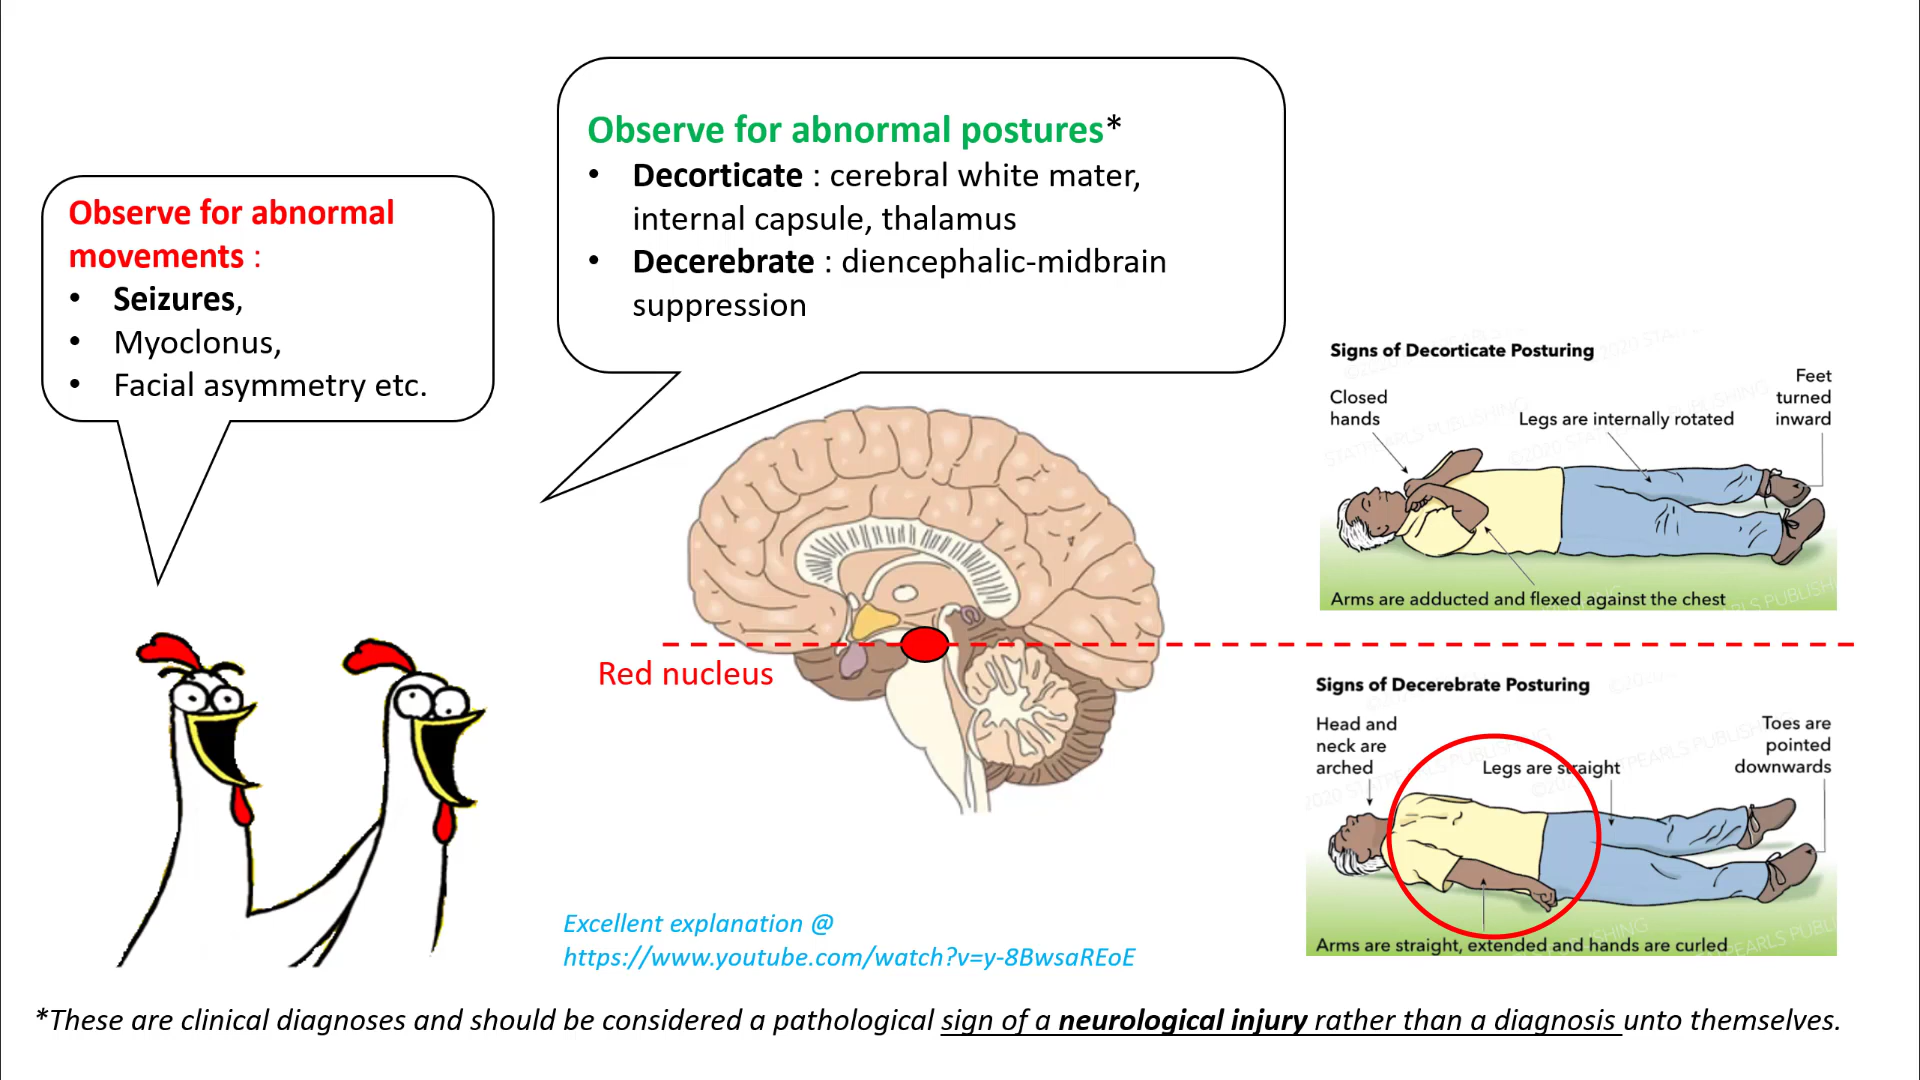 Observe for abnormal
movements :
• Seizures,
• Myoclonus,
• Facial asymmetry etc.
Observe for abnormal postures*
• Decorticate : cerebral white mater,
internal capsule, thalamus
• Decerebrate : diencephalic-midbrain
suppression
Red nucleus
Signs of Decorticate Posturing
Closed
hands
Legs are internally rotated
Feet
turned
inward
Arms are adducted and flexed against the chest
Signs of Decerebrate Posturing
Head and
neck are
arched
Legs are straight
Toes are
pointed
downwards
Arms are straight, extended and hands are curled
Excellent explanation @
https://www.youtube.com/watch?v=y-8BwsaREoE
*These are clinical diagnoses and should be considered a pathological sign of a neurological injury rather than a diagnosis unto themselves.